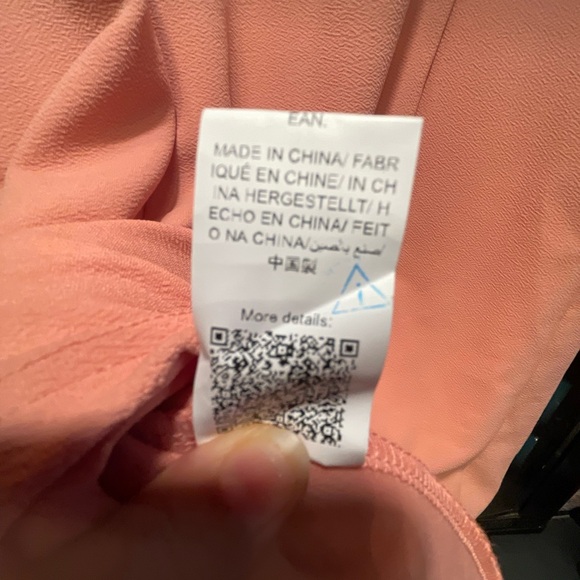 EAN.
MADE IN CHINA/ FABR
IQUÉ EN CHINE/ IN CH
INA HERGESTELLT/ H
ECHO EN CHINA/ FEIT
O NA CHINA/صنع بالصين/
中国製
More details: